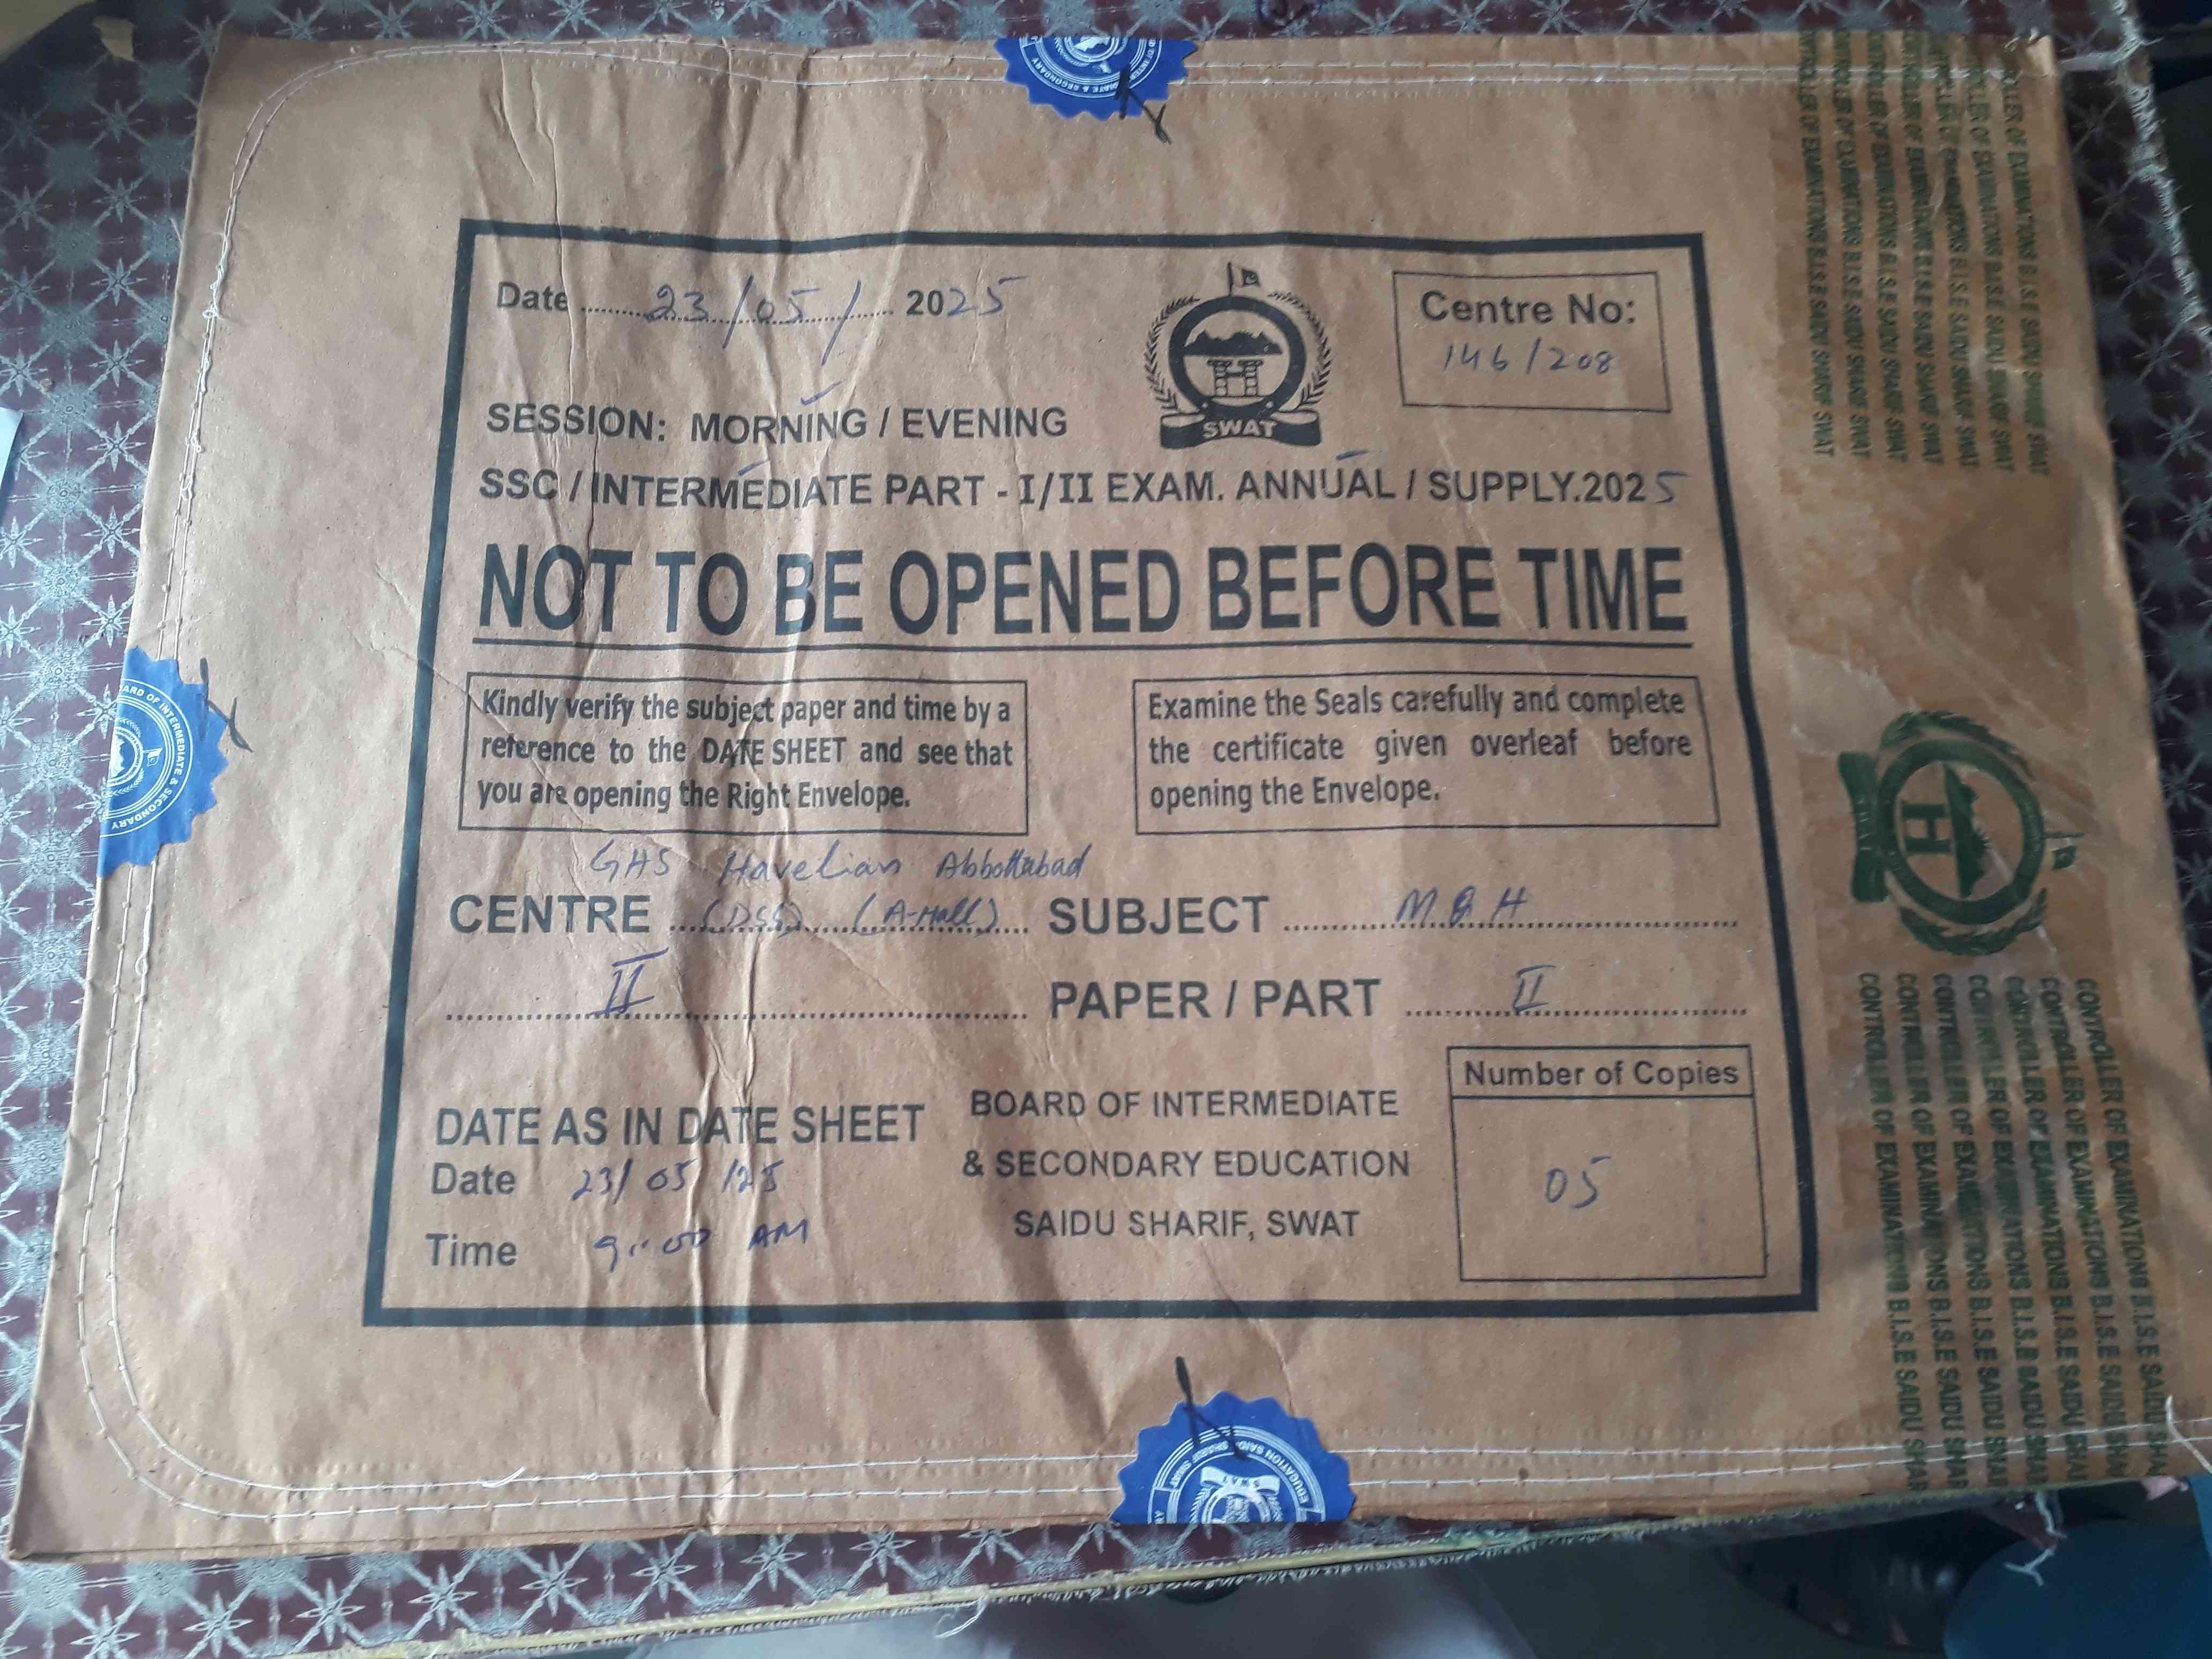 Date ........ 23/05/ ........ 2025
SWAT
Centre No:
146/208
SESSION: MORNING / EVENING
SSC / INTERMEDIATE PART - I/II EXAM. ANNUAL / SUPPLY.2025
NOT TO BE OPENED BEFORE TIME
Kindly verify the subject paper and time by a
reference to the DATE SHEET and see that
you are opening the Right Envelope.
Examine the Seals carefully and complete
the certificate given overleaf before
opening the Envelope.
GHS Havelian Abbottabad
CENTRE (DSS) (A-Hall) SUBJECT M Q H
II PAPER / PART II
DATE AS IN DATE SHEET
Date 23/05/25
Time 9:00 AM
BOARD OF INTERMEDIATE
& SECONDARY EDUCATION
SAIDU SHARIF, SWAT
Number of Copies
05
CONTROLLER OF EXAMINATIONS B.I.S.E SAIDU SHARIF SWAT